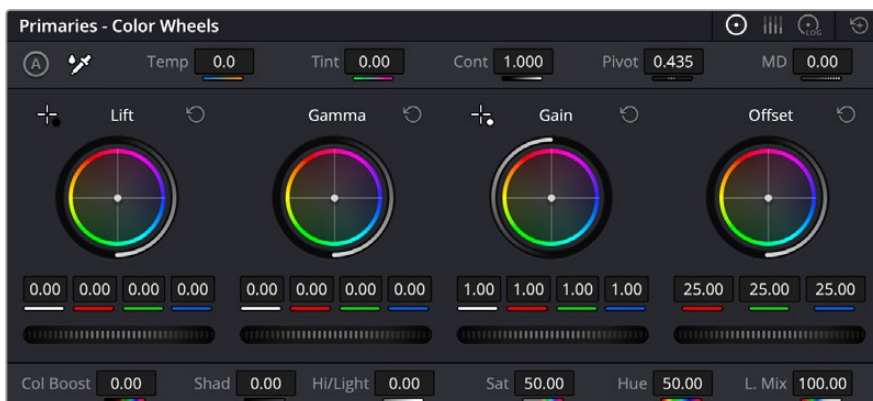 Primaries - Color Wheels
LOG
A Temp 0.0 Tint 0.00 Cont 1.000 Pivot 0.435 MD 0.00
Lift Gamma Gain Offset
0.00 0.00 0.00 0.00 0.00 0.00 0.00 0.00 1.00 1.00 1.00 1.00 25.00 25.00 25.00
Col Boost 0.00 Shad 0.00 Hi/Light 0.00 Sat 50.00 Hue 50.00 L. Mix 100.00